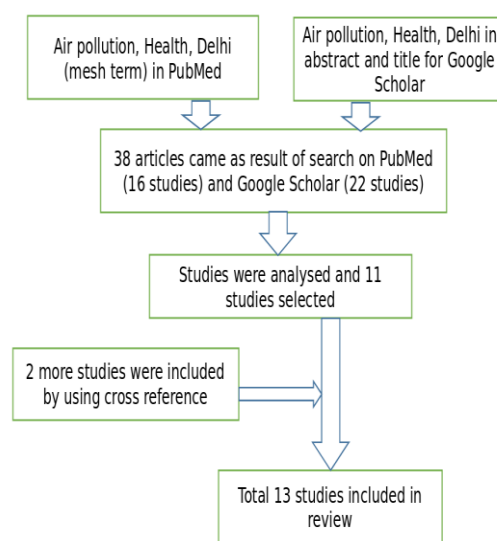 Air pollution, Health, Delhi
(mesh term) in PubMed
Air pollution, Health, Delhi in
abstract and title for Google
Scholar
38 articles came as result of search on PubMed
(16 studies) and Google Scholar (22 studies)
Studies were analysed and 11
studies selected
2 more studies were included
by using cross reference
Total 13 studies included in
review